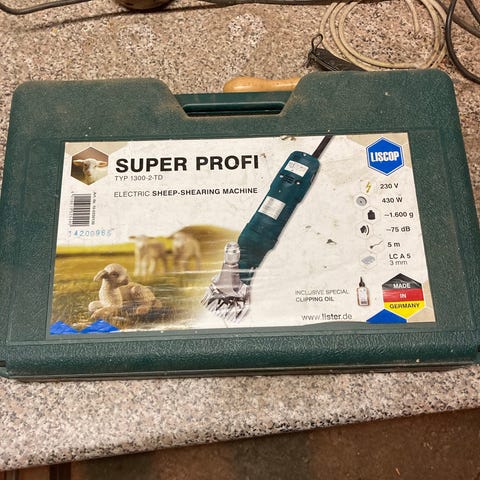 SUPER PROFI
TYP 1300-2-TD
ELECTRIC SHEEP-SHEARING MACHINE
14200966
LISCOP
230 V
430 W
~1.600 g
~75 dB
5 m
LC A 5
3 mm
INCLUSIVE SPECIAL
CLIPPING OIL
www.lister.de
MADE
IN
GERMANY